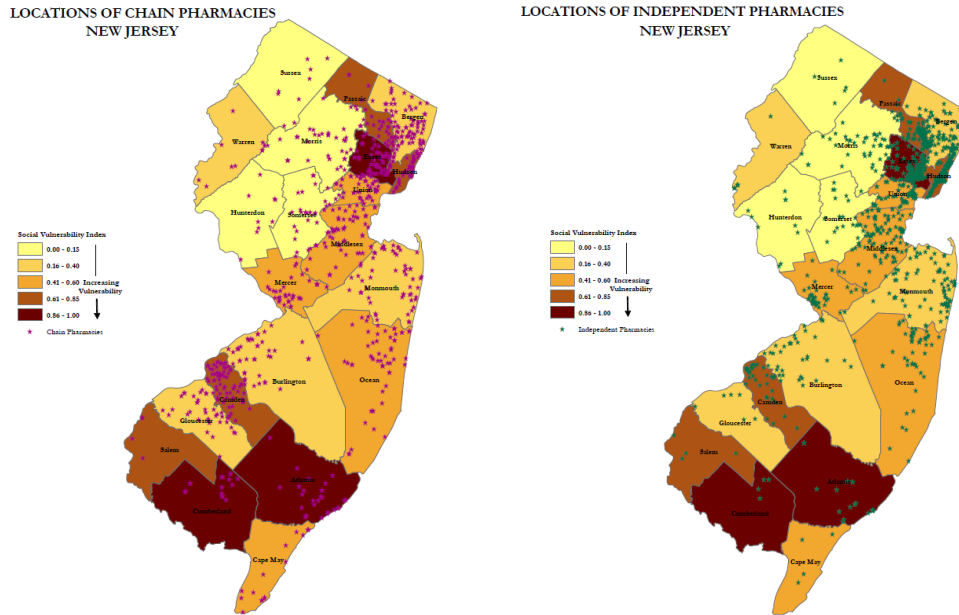 LOCATIONS OF CHAIN PHARMACIES
NEW JERSEY
Sussex
Passaic
Bergen
Warren
Morris
Essex
Hudson
Union
Hunterdon
Somerset
Middlesex
Mercer
Monmouth
Burlington
Ocean
Camden
Gloucester
Salem
Atlantic
Cumberland
Cape May
Social Vulnerability Index
0.00 - 0.15
0.16 - 0.40
0.41 - 0.60
0.61 - 0.85
0.86 - 1.00
Increasing
Vulnerability
Chain Pharmacies
LOCATIONS OF INDEPENDENT PHARMACIES
NEW JERSEY
Sussex
Passaic
Bergen
Warren
Morris
Essex
Hudson
Union
Hunterdon
Somerset
Middlesex
Mercer
Monmouth
Burlington
Ocean
Camden
Gloucester
Salem
Atlantic
Cumberland
Cape May
Social Vulnerability Index
0.00 - 0.15
0.16 - 0.40
0.41 - 0.60
0.61 - 0.85
0.86 - 1.00
Increasing
Vulnerability
Independent Pharmacies